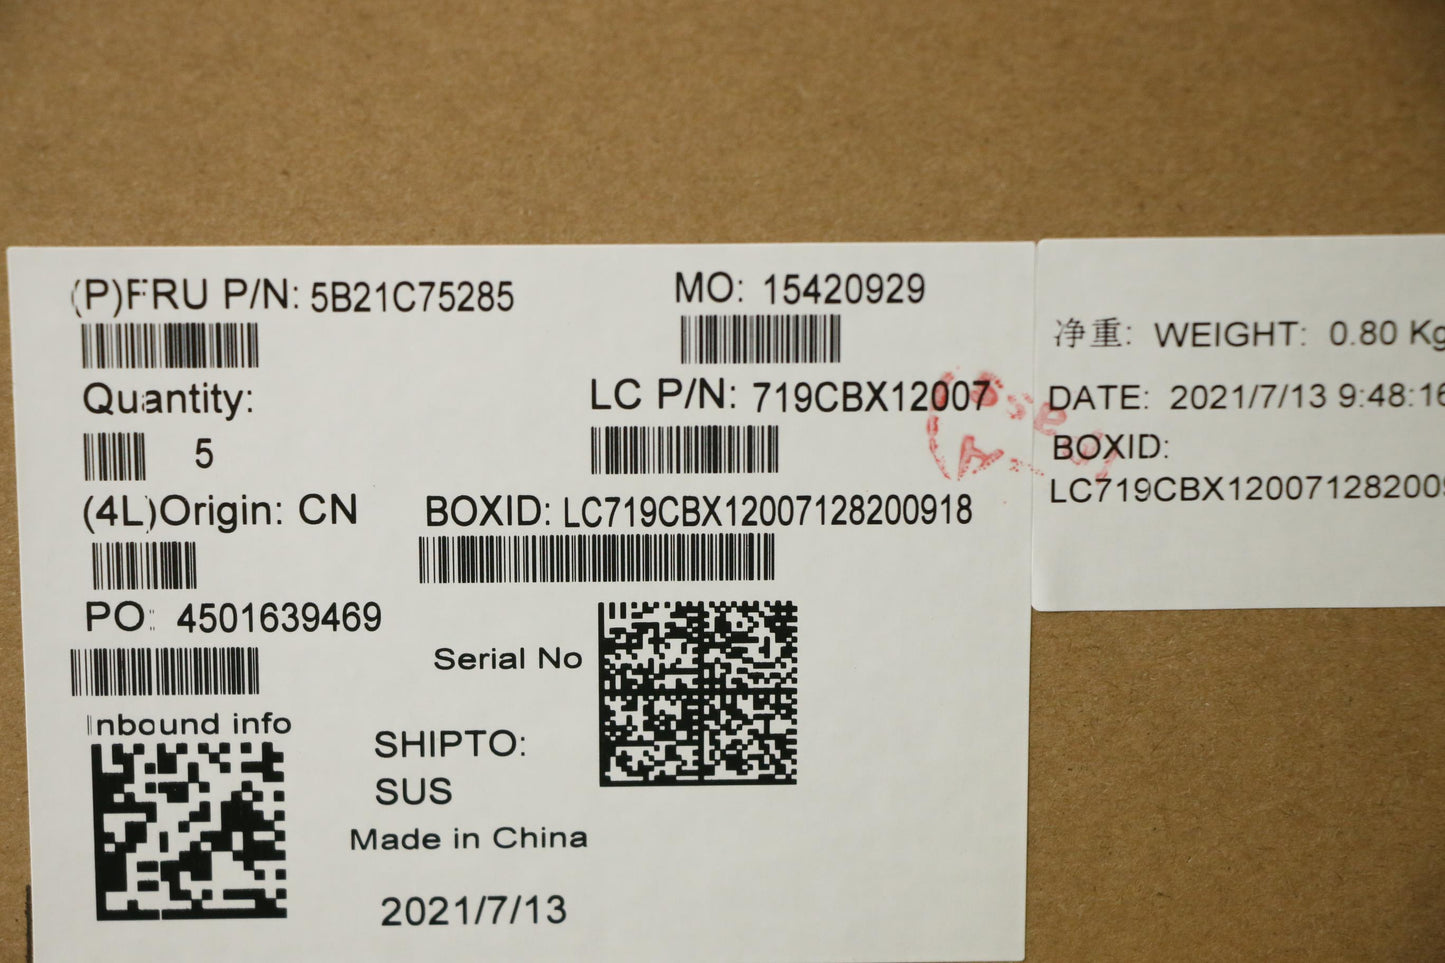 (P)FRU P/N: 5B21C75285
MO: 15420929
Quantity:
5
LC P/N: 719CBX12007
(4L)Origin: CN
BOXID: LC719CBX12007128200918
PO: 4501639469
Serial No
Inbound info
SHIPTO:
SUS
Made in China
2021/7/13
净重: WEIGHT: 0.80 Kg
DATE: 2021/7/13 9:48:16
BOXID:
LC719CBX12007128200